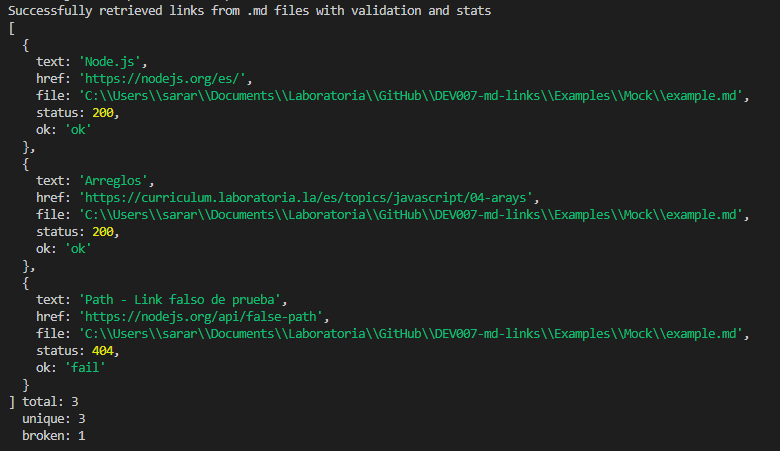 Successfully retrieved links from .md files with validation and stats
[
  {
    text: 'Node.js',
    href: 'https://nodejs.org/es/',
    file: 'C:\\Users\\sarar\\Documents\\Laboratoria\\GitHub\\DEV007-md-links\\Examples\\Mock\\example.md',
    status: 200,
    ok: 'ok'
  },
  {
    text: 'Arreglos',
    href: 'https://curriculum.laboratoria.la/es/topics/javascript/04-arays',
    file: 'C:\\Users\\sarar\\Documents\\Laboratoria\\GitHub\\DEV007-md-links\\Examples\\Mock\\example.md',
    status: 200,
    ok: 'ok'
  },
  {
    text: 'Path - Link falso de prueba',
    href: 'https://nodejs.org/api/false-path',
    file: 'C:\\Users\\sarar\\Documents\\Laboratoria\\GitHub\\DEV007-md-links\\Examples\\Mock\\example.md',
    status: 404,
    ok: 'fail'
  }
] total: 3
  unique: 3
  broken: 1